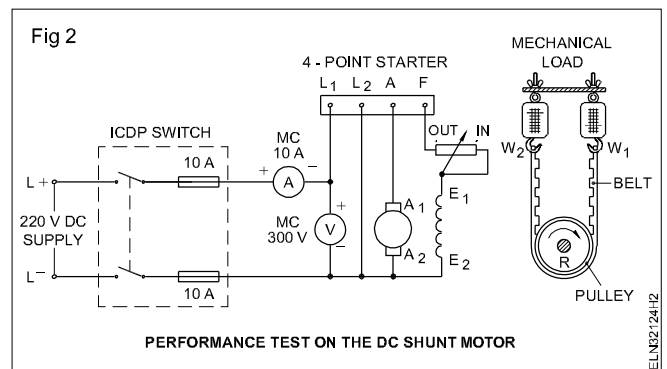 Fig 2
4 - POINT STARTER
L1 L2 A F
ICDP SWITCH
10 A
MC
10 A
+ A -
L+
220 V DC
SUPPLY
L-
10 A
MC
300 V
+
V
-
OUT IN
A1
A2
E1
E2
MECHANICAL
LOAD
W2 W1
BELT
R
PULLEY
PERFORMANCE TEST ON THE DC SHUNT MOTOR
ELN32124H2